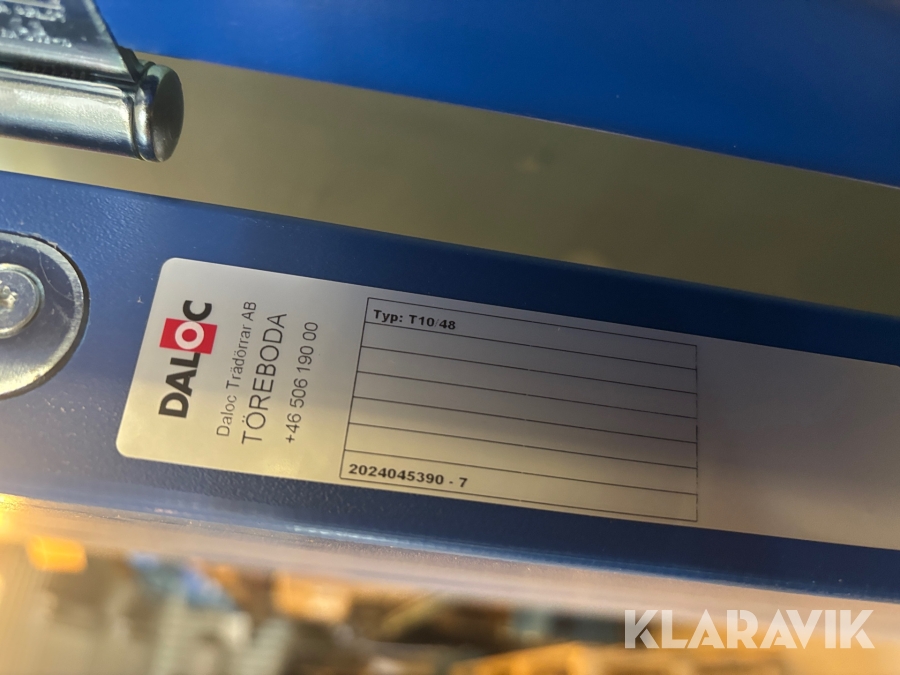 DALOC
Daloc Trädörrar AB
TÖREBODA
+46 506 190 00
Typ: T10/48
2024045390 - 7
KLARAVIK